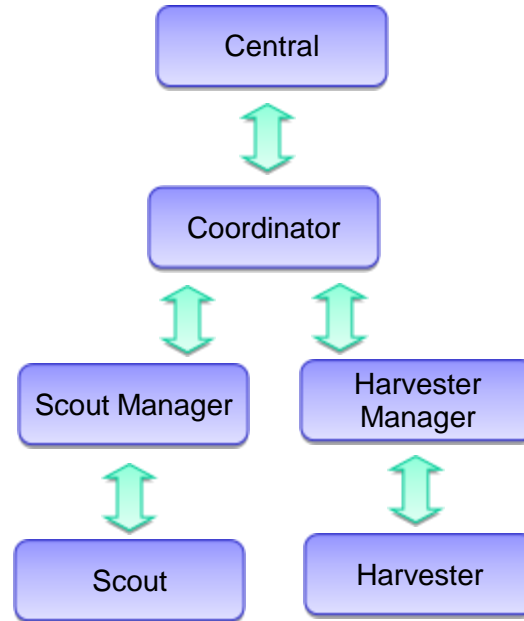 Central
Coordinator
Scout Manager
Harvester
Manager
Scout
Harvester